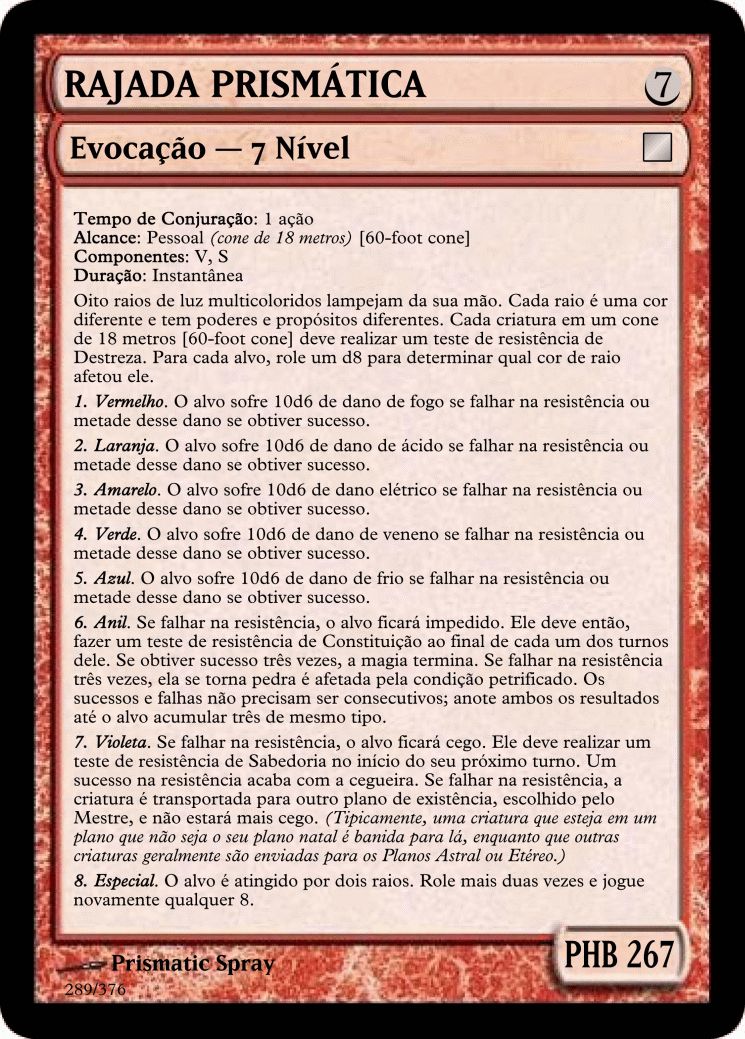 RAJADA PRISMÁTICA
7
Evocação — 7 Nível
Tempo de Conjuração: 1 ação
Alcance: Pessoal (cone de 18 metros) [60-foot cone]
Componentes: V, S
Duração: Instantânea
Oito raios de luz multicoloridos lampejam da sua mão. Cada raio é uma cor
diferente e tem poderes e propósitos diferentes. Cada criatura em um cone
de 18 metros [60-foot cone] deve realizar um teste de resistência de
Destreza. Para cada alvo, role um d8 para determinar qual cor de raio
afetou ele.
1. Vermelho. O alvo sofre 10d6 de dano de fogo se falhar na resistência ou
metade desse dano se obtiver sucesso.
2. Laranja. O alvo sofre 10d6 de dano de ácido se falhar na resistência ou
metade desse dano se obtiver sucesso.
3. Amarelo. O alvo sofre 10d6 de dano elétrico se falhar na resistência ou
metade desse dano se obtiver sucesso.
4. Verde. O alvo sofre 10d6 de dano de veneno se falhar na resistência ou
metade desse dano se obtiver sucesso.
5. Azul. O alvo sofre 10d6 de dano de frio se falhar na resistência ou
metade desse dano se obtiver sucesso.
6. Anil. Se falhar na resistência, o alvo ficará impedido. Ele deve então,
fazer um teste de resistência de Constituição ao final de cada um dos turnos
dele. Se obtiver sucesso três vezes, a magia termina. Se falhar na resistência
três vezes, ela se torna pedra é afetada pela condição petrificado. Os
sucessos e falhas não precisam ser consecutivos; anote ambos os resultados
até o alvo acumular três de mesmo tipo.
7. Violeta. Se falhar na resistência, o alvo ficará cego. Ele deve realizar um
teste de resistência de Sabedoria no início do seu próximo turno. Um
sucesso na resistência acaba com a cegueira. Se falhar na resistência, a
criatura é transportada para outro plano de existência, escolhido pelo
Mestre, e não estará mais cego. (Tipicamente, uma criatura que esteja em um
plano que não seja o seu plano natal é banida para lá, enquanto que outras
criaturas geralmente são enviadas para os Planos Astral ou Etéreo.)
8. Especial. O alvo é atingido por dois raios. Role mais duas vezes e jogue
novamente qualquer 8.
PHB 267
Prismatic Spray
289/376